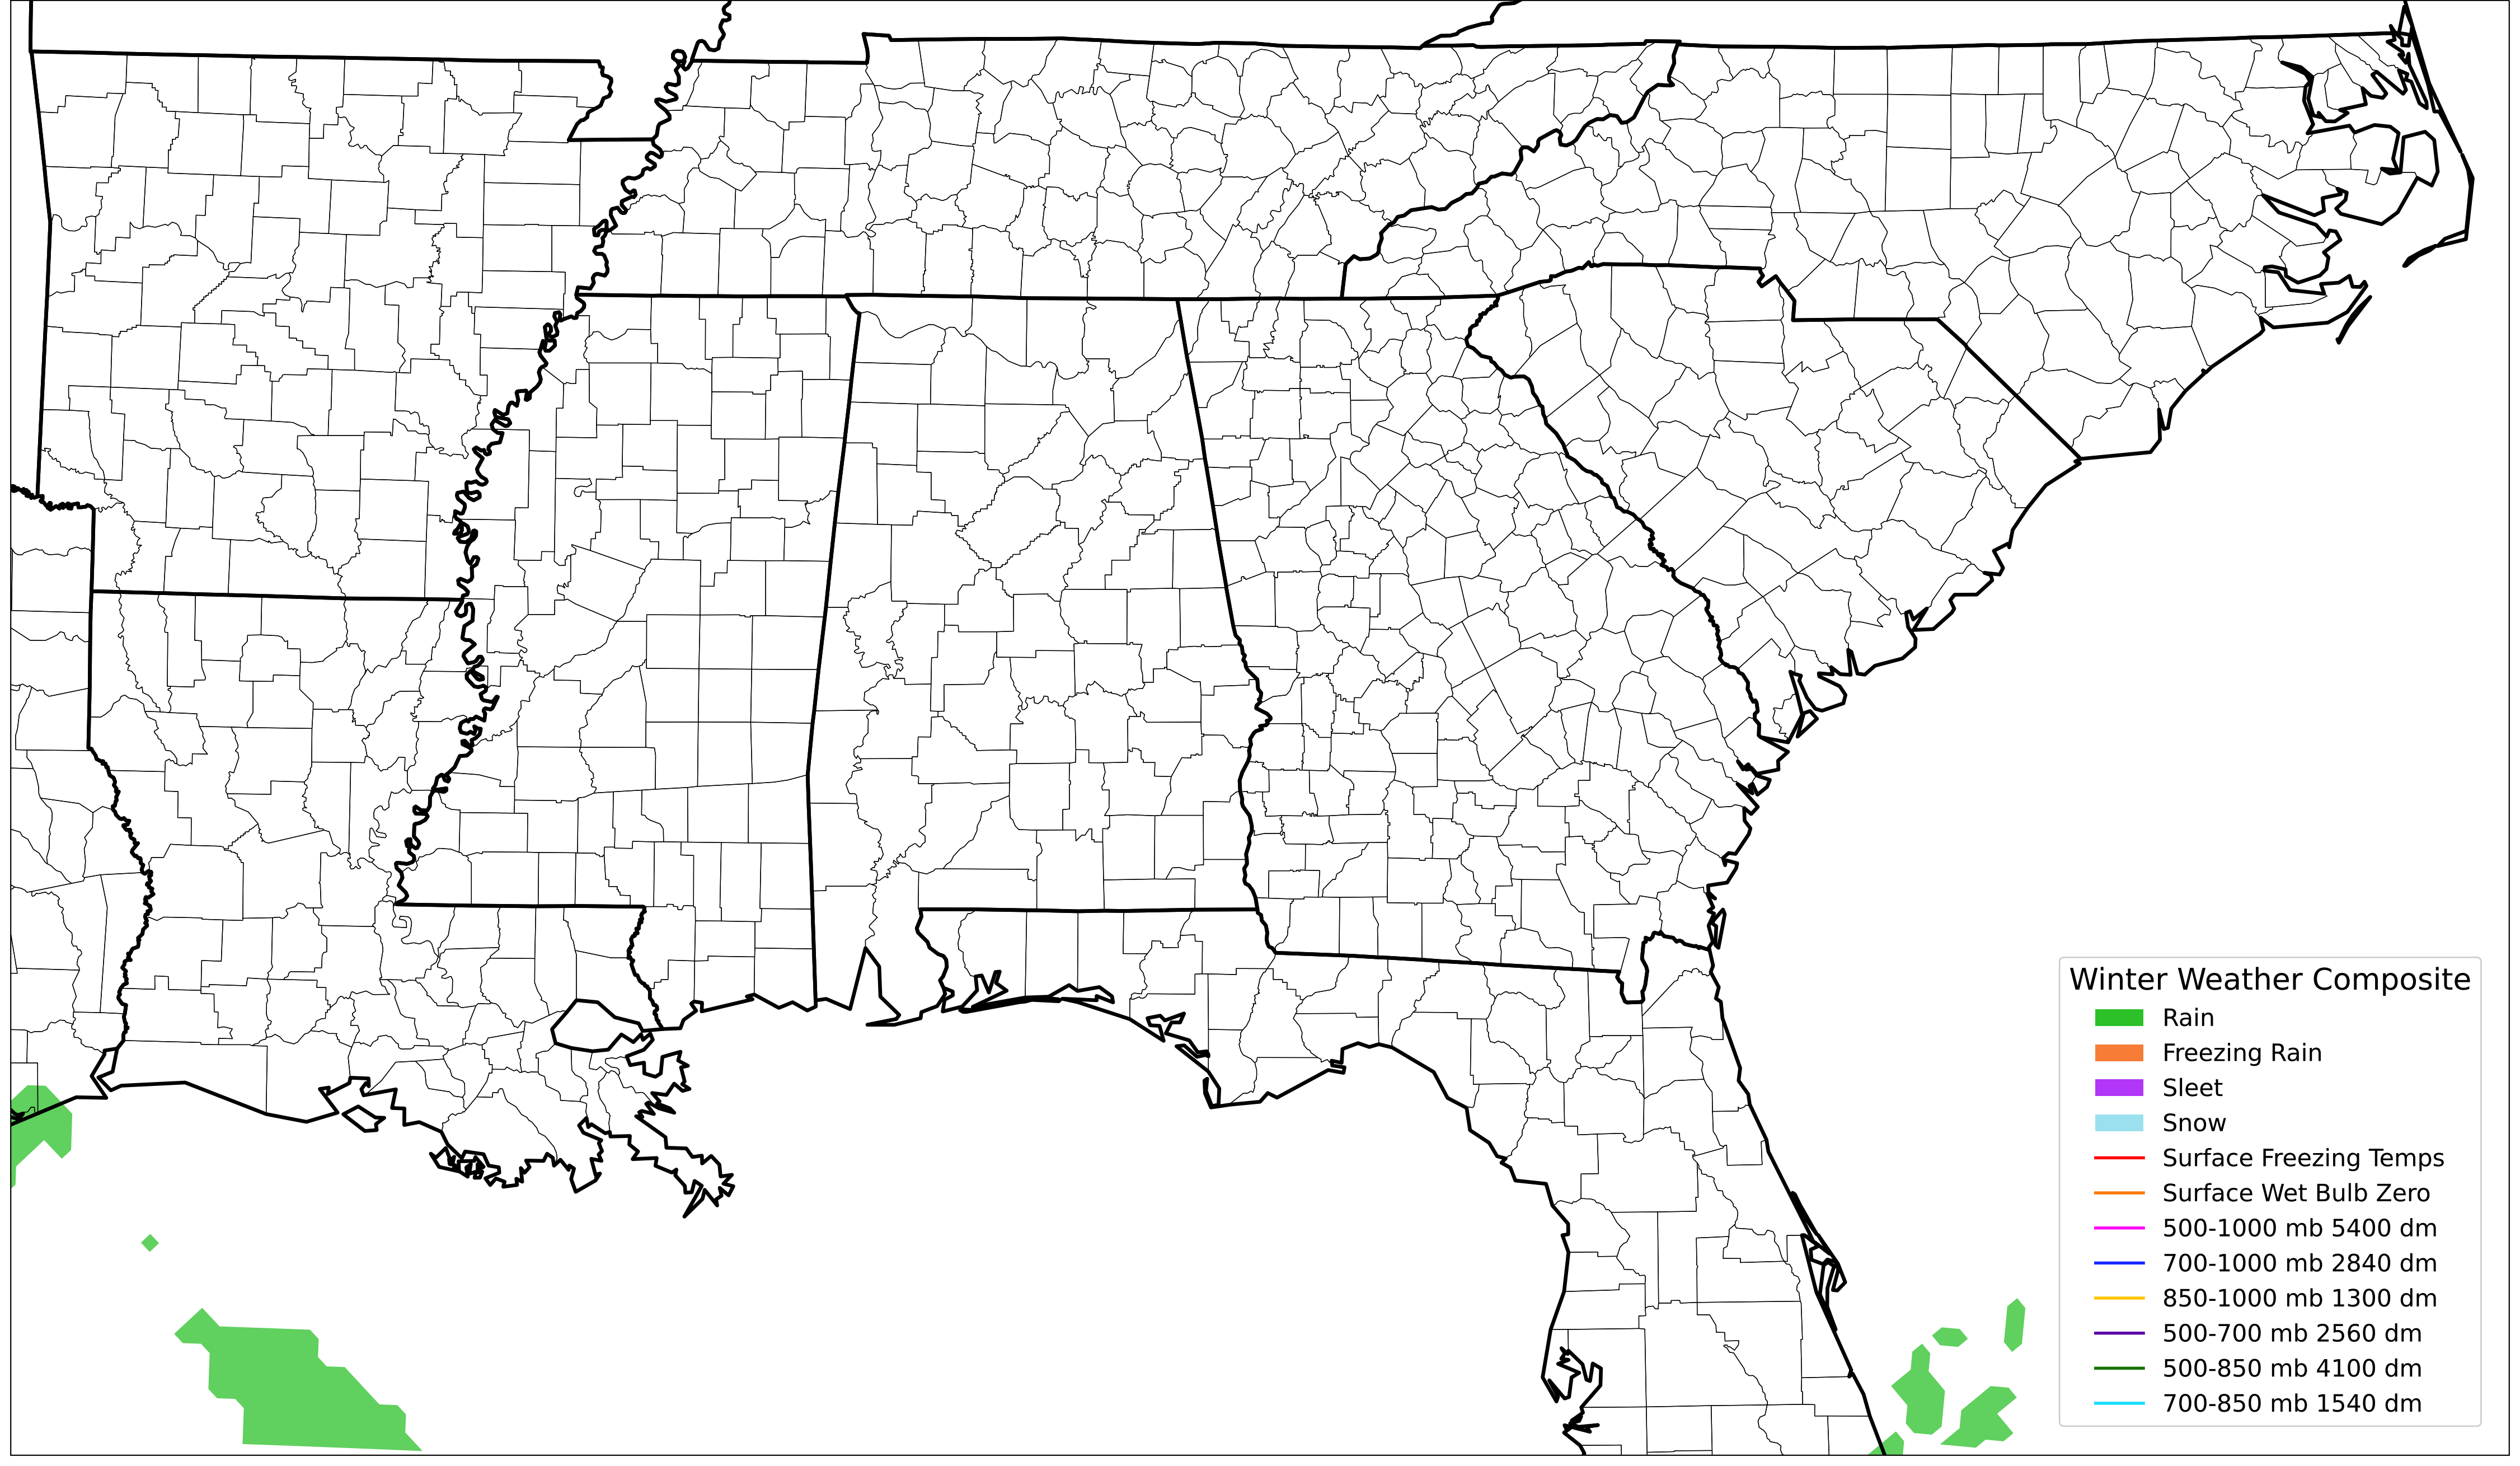 Winter Weather Composite
Rain
Freezing Rain
Sleet
Snow
Surface Freezing Temps
Surface Wet Bulb Zero
500-1000 mb 5400 dm
700-1000 mb 2840 dm
850-1000 mb 1300 dm
500-700 mb 2560 dm
500-850 mb 4100 dm
700-850 mb 1540 dm